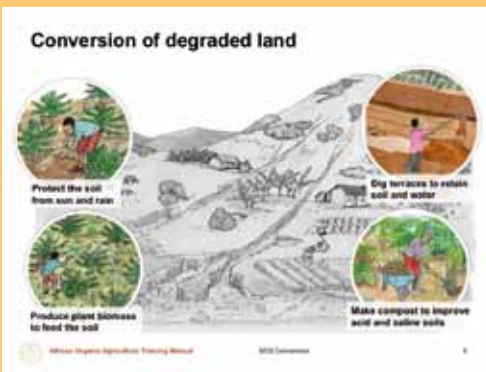 Conversion of degraded land
Protect the soil
from sun and rain
Dig terraces to retain
soil and water
Produce plant biomass
to feed the soil
Make compost to improve
acid and saline soils
African Organic Agriculture Training Manual
Conversion